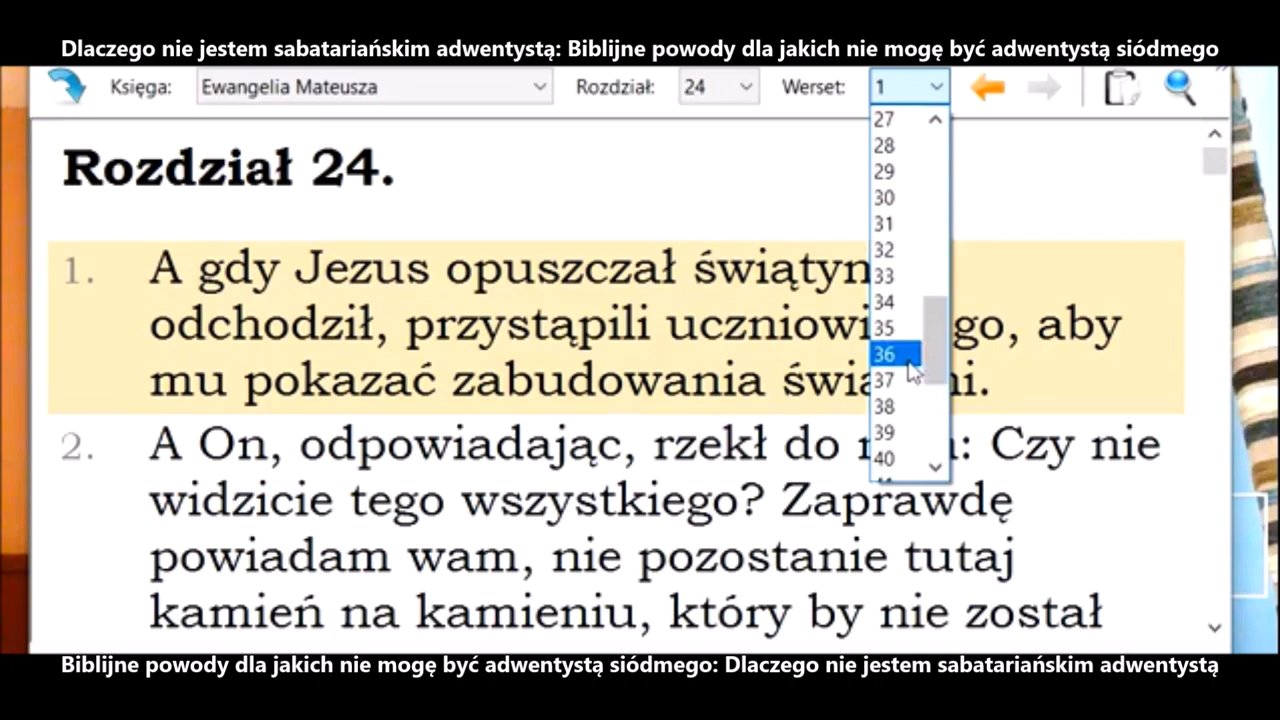 Dlaczego nie jestem sabatariańskim adwentystą: Biblijne powody dla jakich nie mogę być adwentystą siódmego
Księga: Ewangelia Mateusza Rozdział: 24 Werset: 1
Rozdział 24.
27
28
29
30
31
32
33
34
35
36
37
38
39
40
1. A gdy Jezus opuszczał
odchodził, przystąpili aby
mu pokazać zabudowania
2. A On, odpowiadając, rzekł do Czy nie
widzicie tego wszystkiego? Zaprawdę
powiadam wam, nie pozostanie tutaj
kamień na kamieniu, który by nie został
Biblijne powody dla jakich nie mogę być adwentystą siódmego: Dlaczego nie jestem sabatariańskim adwentystą